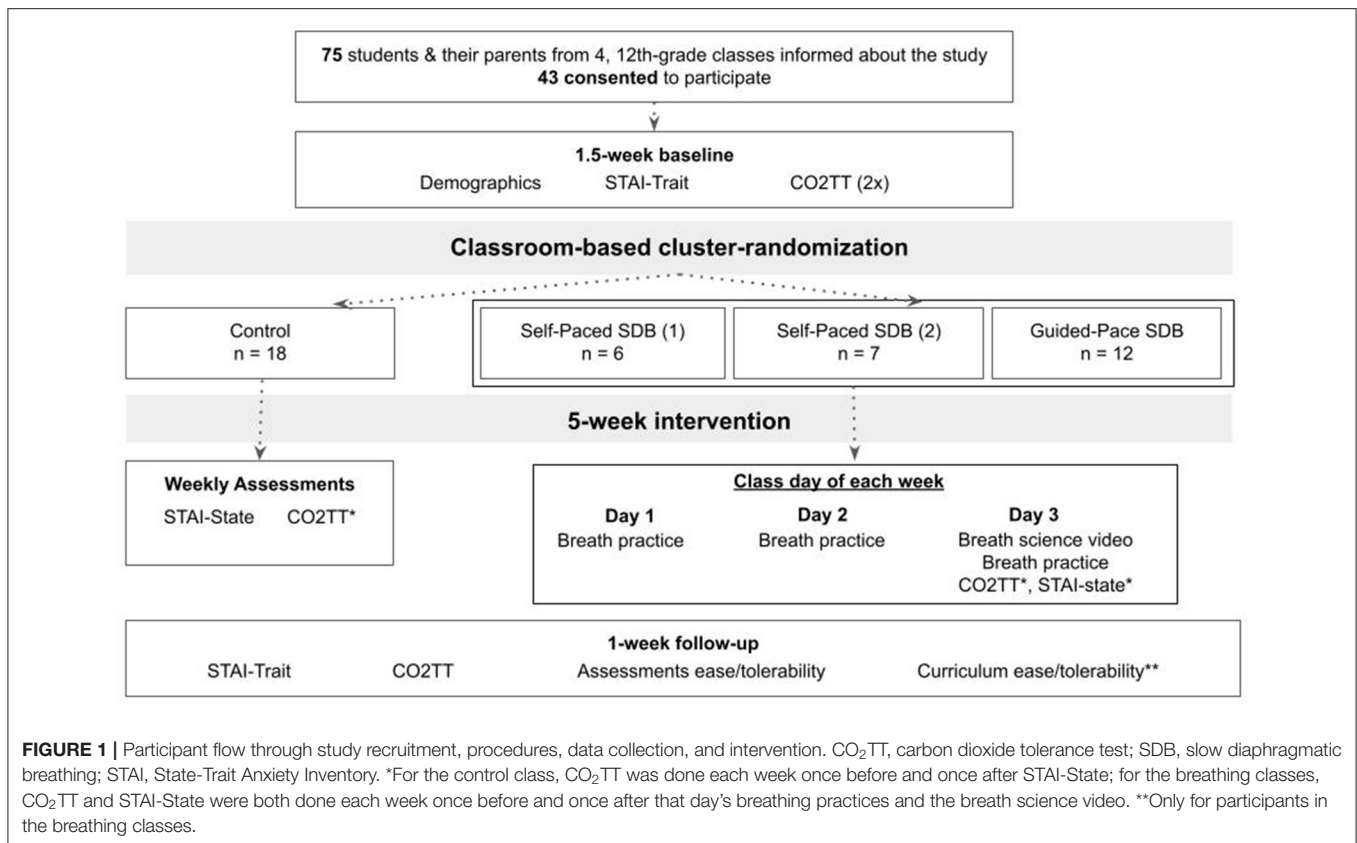 75 students & their parents from 4, 12th-grade classes informed about the study
43 consented to participate
1.5-week baseline
Demographics STAI-Trait CO2TT (2x)
Classroom-based cluster-randomization
Control
n = 18
Self-Paced SDB (1)
n = 6
Self-Paced SDB (2)
n = 7
Guided-Pace SDB
n = 12
5-week intervention
Weekly Assessments
STAI-State CO2TT*
Class day of each week
Day 1
Breath practice
Day 2
Breath practice
Day 3
Breath science video
Breath practice
CO2TT*, STAI-state*
1-week follow-up
STAI-Trait CO2TT Assessments ease/tolerability Curriculum ease/tolerability**
FIGURE 1 | Participant flow through study recruitment, procedures, data collection, and intervention. CO₂TT, carbon dioxide tolerance test; SDB, slow diaphragmatic
breathing; STAI, State-Trait Anxiety Inventory. *For the control class, CO₂TT was done each week once before and once after STAI-State; for the breathing classes,
CO₂TT and STAI-State were both done each week once before and once after that day's breathing practices and the breath science video. **Only for participants in
the breathing classes.